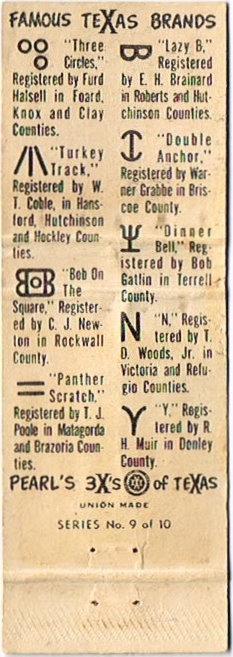 FAMOUS TEXAS BRANDS
"Three
Circles,"
Registered by Furd
Halsell in Foard,
Knox and Clay
Counties.
"Turkey
Track,"
Registered by W.
T. Coble, in Hans-
ford, Hutchinson
and Hockley Coun-
ties.
"Bob On
The
Square," Register-
ed by C. J. New-
ton in Rockwall
County.
"Panther
Scratch,"
Registered by T. J.
Poole in Matagorda
and Brazoria Coun-
ties.
"Lazy B,"
Registered
by E. H. Brainard
in Roberts and Hut-
chinson Counties.
"Double
Anchor,"
Registered by War-
ner Grabbe in Bris-
coe County.
"Dinner
Bell," Reg-
istered by Bob
Gatlin in Terrell
County.
N "N," Regis-
tered by T.
D. Woods, Jr. in
Victoria and Refu-
gio Counties.
Y "Y," Regis-
tered by R.
H. Muir in Donley
County.
PEARL'S 3X's of TEXAS
UNION MADE
SERIES No. 9 of 10